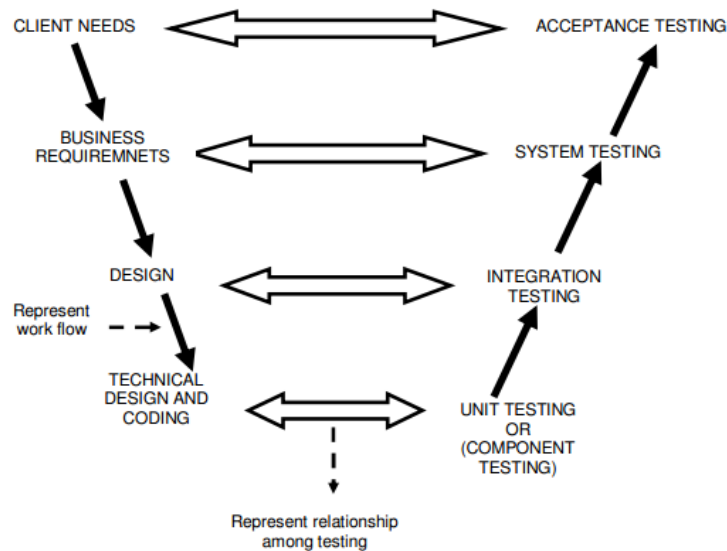 CLIENT NEEDS
ACCEPTANCE TESTING
BUSINESS
REQUIREMNETS
SYSTEM TESTING
DESIGN
INTEGRATION
TESTING
Represent
work flow
TECHNICAL
DESIGN AND
CODING
UNIT TESTING
OR
(COMPONENT
TESTING)
Represent relationship
among testing